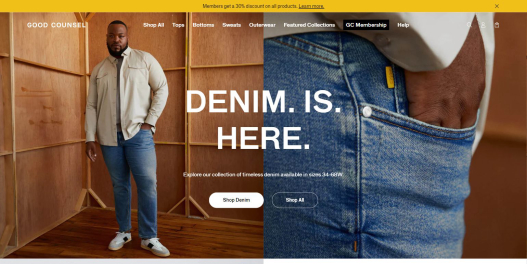 Members get a 30% discount on all products. Learn more.
GOOD COUNSEL
Shop All Tops Bottoms Sweats Outerwear Featured Collections GC Membership Help
DENIM. IS.
HERE.
Explore our collection of timeless denim available in sizes 34-68W.
Shop Denim Shop All